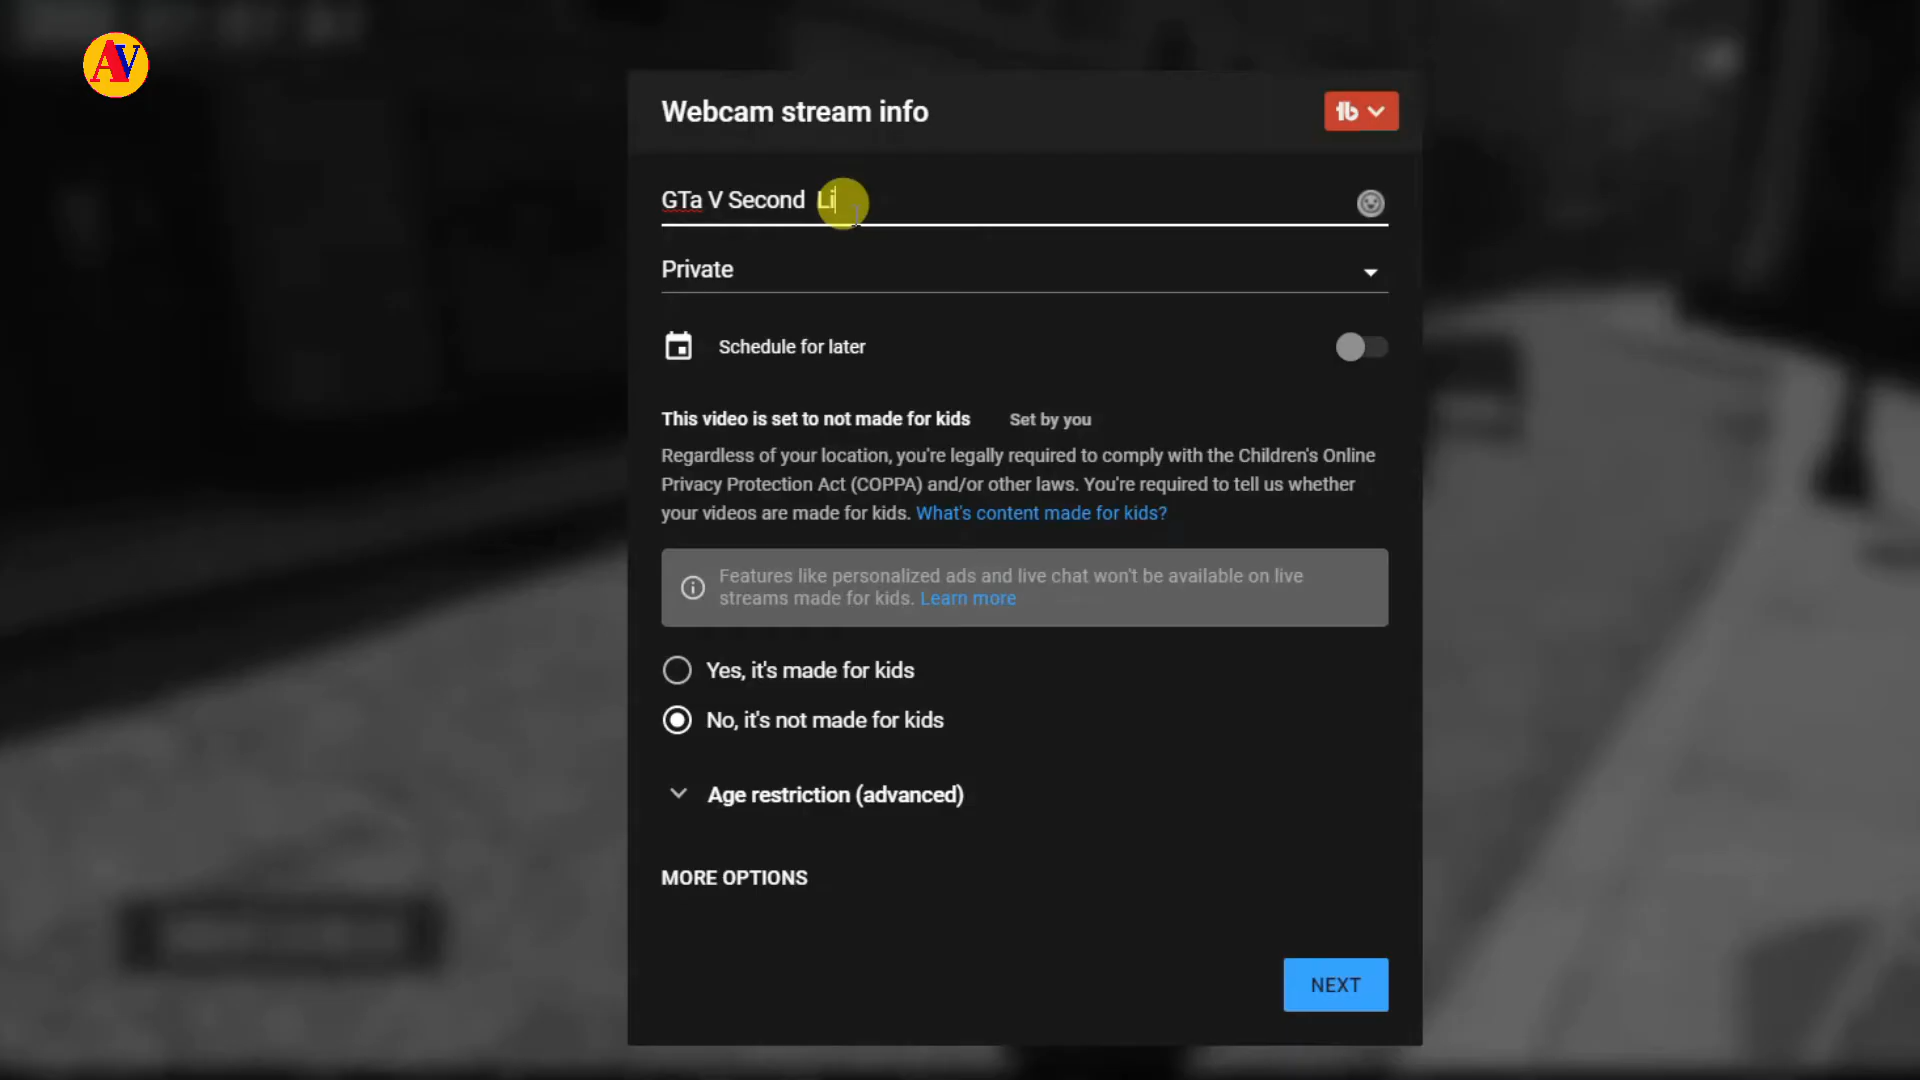 AV
Webcam stream info
GTa V Second  Li
Private
Schedule for later
This video is set to not made for kids Set by you
Regardless of your location, you're legally required to comply with the Children's Online
Privacy Protection Act (COPPA) and/or other laws. You're required to tell us whether
your videos are made for kids. What's content made for kids?
Features like personalized ads and live chat won't be available on live
streams made for kids. Learn more
Yes, it's made for kids
No, it's not made for kids
Age restriction (advanced)
MORE OPTIONS
NEXT